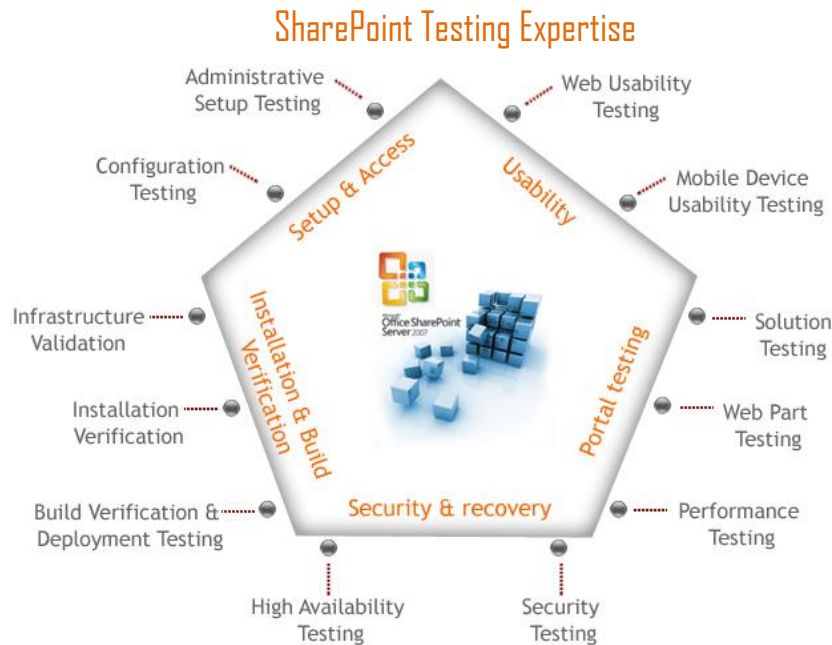 SharePoint Testing Expertise
Administrative
Setup Testing
Web Usability
Testing
Configuration
Testing
Setup & Access
Usability
Mobile Device
Usability Testing
Infrastructure
Validation
Installation & Build
Verification
Office SharePoint
Server 2007
Portal testing
Solution
Testing
Installation
Verification
Web Part
Testing
Build Verification &
Deployment Testing
Security & recovery
Performance
Testing
High Availability
Testing
Security
Testing